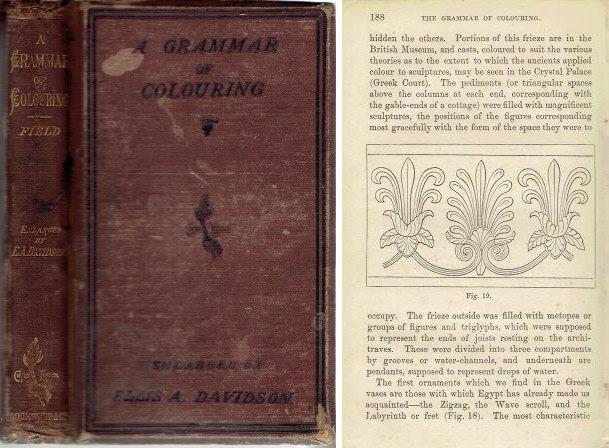 A
GRAMMAR
OF
COLOURING
FIELD
ENLARGED
BY
E.A.DAVIDSON
LOCKWOOD & CO
A GRAMMAR
OF
COLOURING
ENLARGED BY
ELLIS A. DAVIDSON
188 THE GRAMMAR OF COLOURING.
hidden the others. Portions of this frieze are in the
British Museum, and casts, coloured to suit the various
theories as to the extent to which the ancients applied
colour to sculptures, may be seen in the Crystal Palace
(Greek Court). The pediments (or triangular spaces
above the columns at each end, corresponding with
the gable-ends of a cottage) were filled with magnificent
sculptures, the positions of the figures corresponding
most gracefully with the form of the space they were to
Fig. 19.
occupy. The frieze outside was filled with metopes or
groups of figures and triglyphs, which were supposed
to represent the ends of joists resting on the archi-
traves. These were divided into three compartments
by grooves or water-channels, and underneath are
pendants, supposed to represent drops of water.
The first ornaments which we find in the Greek
vases are those with which Egypt has already made us
acquainted—the Zigzag, the Wave scroll, and the
Labyrinth or fret (Fig. 18). The most characteristic